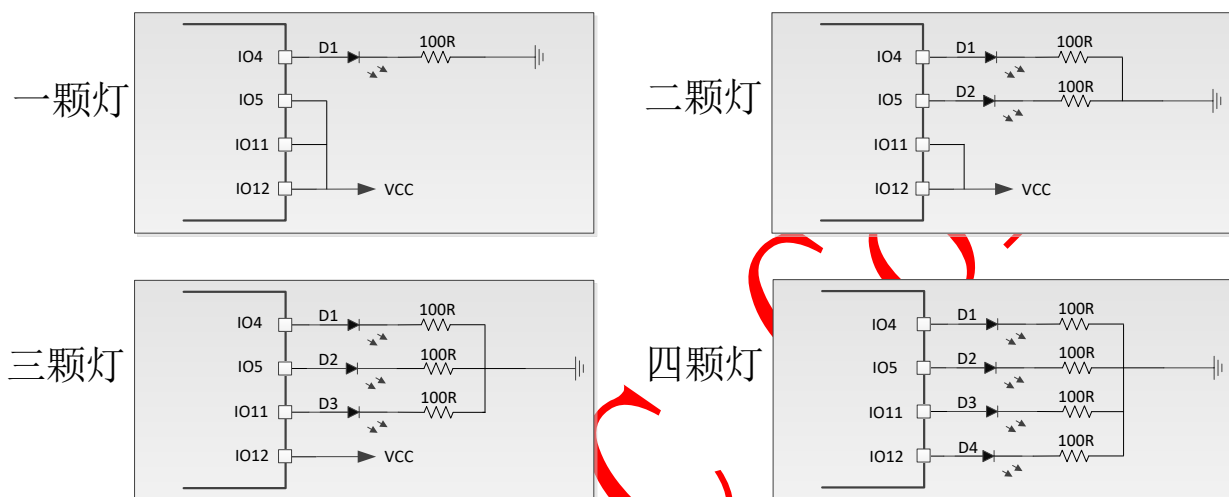 一颗灯
IO4
D1
100R
IO5
IO11
IO12
VCC
二颗灯
IO4
D1
100R
IO5
D2
100R
IO11
IO12
VCC
三颗灯
IO4
D1
100R
IO5
D2
100R
IO11
D3
100R
IO12
VCC
四颗灯
IO4
D1
100R
IO5
D2
100R
IO11
D3
100R
IO12
D4
100R